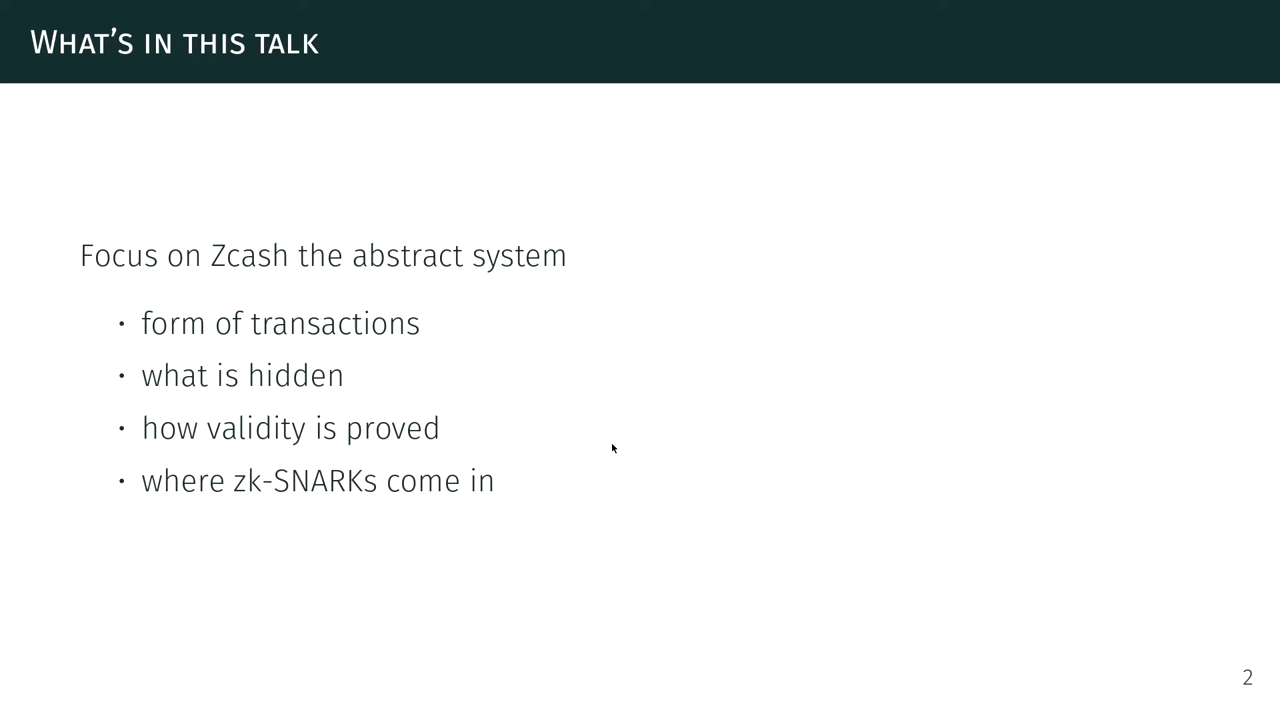 What's in this talk
Focus on Zcash the abstract system
• form of transactions
• what is hidden
• how validity is proved
• where zk-SNARKs come in
2